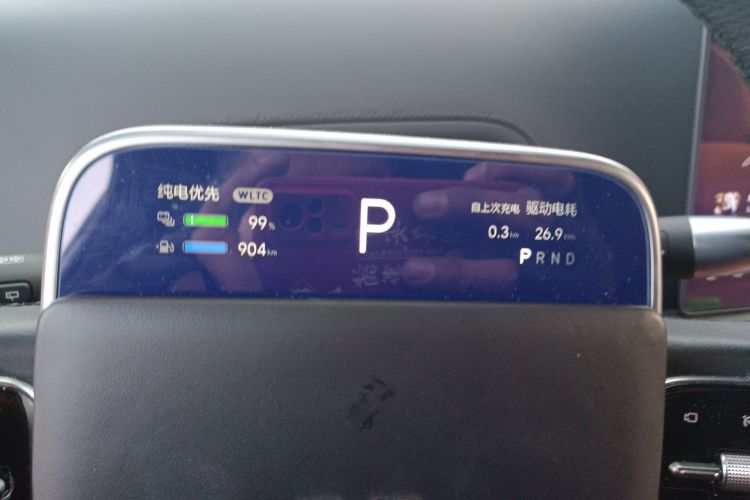 纯电优先 WLTC
99%
904km
P
自上次充电 驱动电耗
0.3km 26.9
PRND